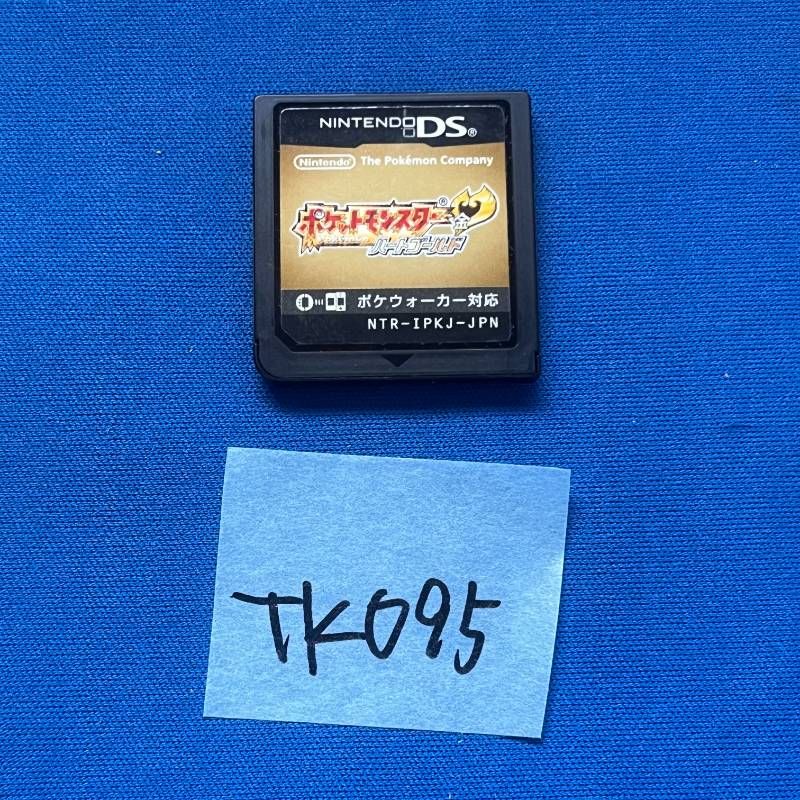 NINTENDO DS®
Nintendo® The Pokémon Company
ポケットモンスター®
金
ハートゴールド
ポケウォーカー対応
NTR-IPKJ-JPN
TK095